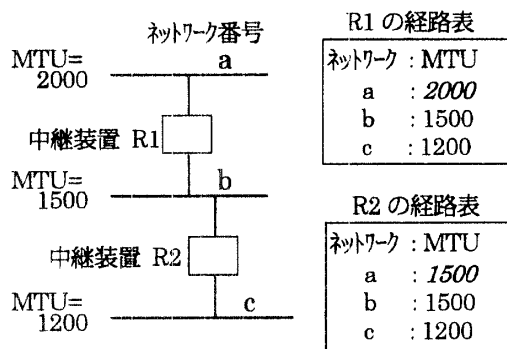 ネットワーク番号
MTU=
2000
a
中継装置 R1
MTU=
1500
b
中継装置 R2
MTU=
1200
c
R1 の経路表
ネットワーク : MTU
a : 2000
b : 1500
c : 1200
R2 の経路表
ネットワーク : MTU
a : 1500
b : 1500
c : 1200